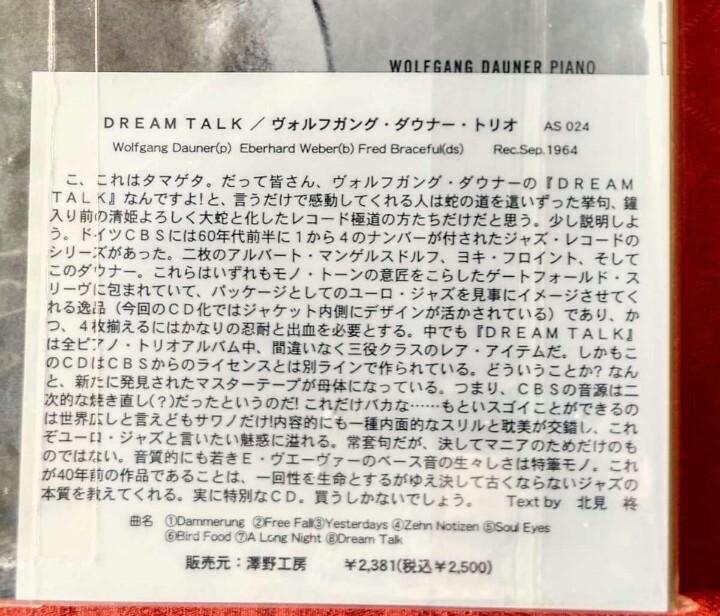 WOLFGANG DAUNER PIANO
DREAM TALK / ヴォルフガング・ダウナー・トリオ AS 024
Wolfgang Dauner(p) Eberhard Weber(b) Fred Braceful(ds) Rec.Sep.1964
こ、これはタマゲタ。だって皆さん、ヴォルフガング・ダウナーの『DREAM
TALK』なんですよ!と、言うだけで感動してくれる人は蛇の道を這いずった挙句、鐘
入り前の清姫よろしく大蛇と化したレコード極道の方たちだけだと思う。少し説明しよ
う。ドイツCBSには60年代前半に1から4のナンバーが付されたジャズ・レコードの
シリーズがあった。二枚のアルバート・マンゲルスドルフ、ヨキ・フロイント、そして
このダウナー。これらはいずれもモノ・トーンの意匠をこらしたゲートフォールド・ス
リーヴに包まれていて、パッケージとしてのユーロ・ジャズを見事にイメージさせてく
れる逸品(今回のCD化ではジャケット内側にデザインが活かされている)であり、か
つ、4枚揃えるにはかなりの忍耐と出血を必要とする。中でも『DREAM TALK』
は全ピアノ・トリオアルバム中、間違いなく三役クラスのレア・アイテムだ。しかもこ
のCDはCBSからのライセンスとは別ラインで作られている。どういうことか?なん
と、新たに発見されたマスターテープが母体になっている。つまり、CBSの音源は二
次的な焼き直し(?)だったというのだ!これだけバカな……もといスゴイことができるの
は世界広しと言えどもサワノだけ!内容的にも一種内面的なスリルと耽美が交錯し、これ
ぞユーロ・ジャズと言いたい魅惑に溢れる。常套句だが、決してマニアのためだけのも
のではない。音質的にも若きE・ヴエーヴァーのベース音の生々しさは特筆モノ。これ
が40年前の作品であることは、一回性を生命とするがゆえ決して古くならないジャズの
本質を教えてくれる。実に特別なCD。買うしかないでしょう。 Text by 北見 柊
曲名 ①Dammerung ②Free Fall③Yesterdays ④Zehn Notizen ⑤Soul Eyes
⑥Bird Food ⑦A Long Night ⑧Dream Talk
販売元：澤野工房 ￥2,381(税込￥2,500)